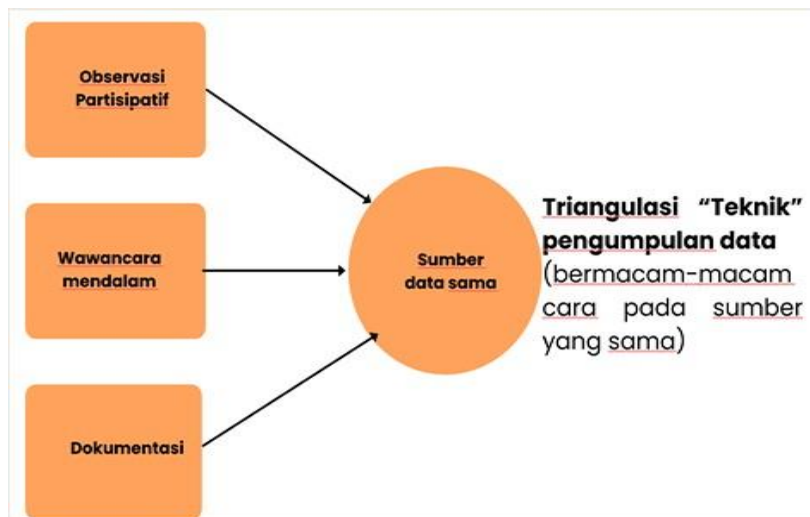 Observasi
Partisipatif
Wawancara
mendalam
Dokumentasi
Sumber
data sama
Triangulasi “Teknik”
pengumpulan data
(bermacam-macam
cara pada sumber
yang sama)